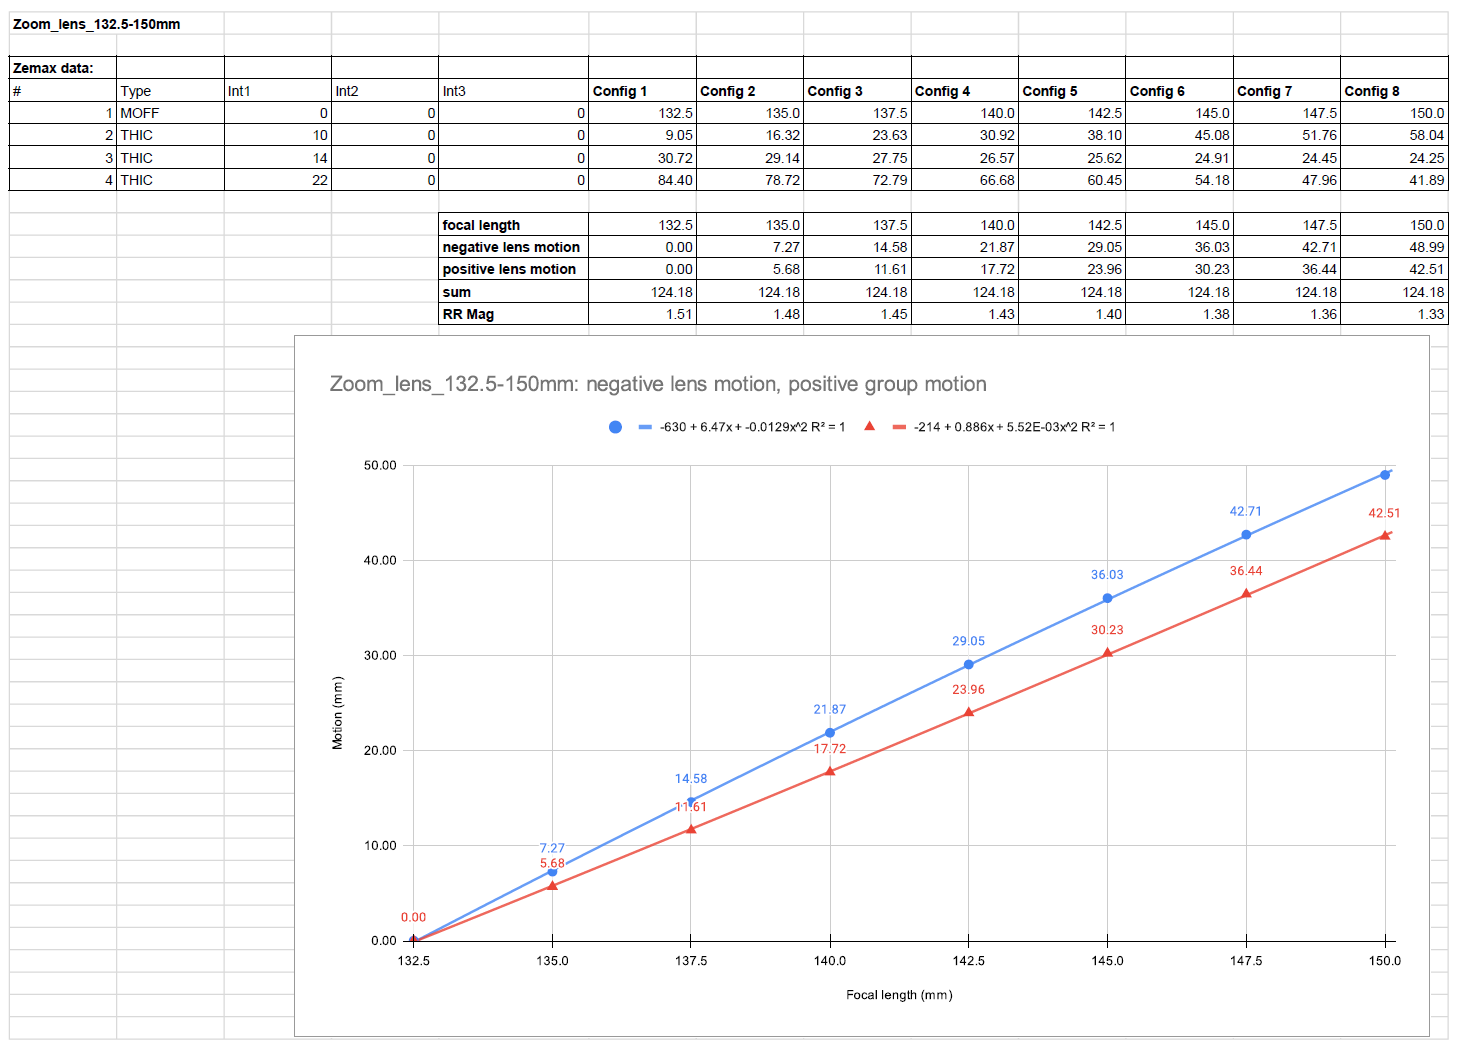 Zoom_lens_132.5-150mm
Zemax data:
# Type Int1 Int2 Int3 Config 1 Config 2 Config 3 Config 4 Config 5 Config 6 Config 7 Config 8
1 MOFF 0 0 0 132.5 135.0 137.5 140.0 142.5 145.0 147.5 150.0
2 THIC 10 0 0 9.05 16.32 23.63 30.92 38.10 45.08 51.76 58.04
3 THIC 14 0 0 30.72 29.14 27.75 26.57 25.62 24.91 24.45 24.25
4 THIC 22 0 0 84.40 78.72 72.79 66.68 60.45 54.18 47.96 41.89
focal length 132.5 135.0 137.5 140.0 142.5 145.0 147.5 150.0
negative lens motion 0.00 7.27 14.58 21.87 29.05 36.03 42.71 48.99
positive lens motion 0.00 5.68 11.61 17.72 23.96 30.23 36.44 42.51
sum 124.18 124.18 124.18 124.18 124.18 124.18 124.18 124.18
RR Mag 1.51 1.48 1.45 1.43 1.40 1.38 1.36 1.33
Zoom_lens_132.5-150mm: negative lens motion, positive group motion
-630 + 6.47x + -0.0129x^2 R² = 1 -214 + 0.886x + 5.52E-03x^2 R² = 1
50.00
42.71
42.51
40.00
36.03
36.44
30.00
29.05
30.23
23.96
21.87
20.00
17.72
14.58
11.61
10.00
7.27
5.68
0.00
0.00
Motion (mm)
132.5 135.0 137.5 140.0 142.5 145.0 147.5 150.0
Focal length (mm)